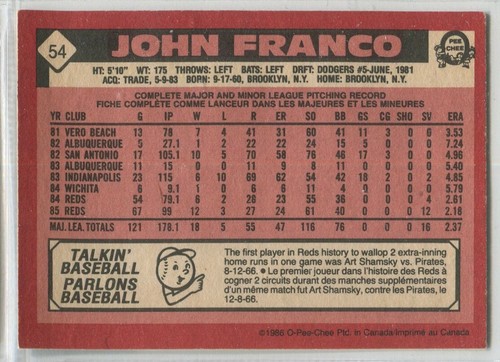 54
JOHN FRANCO
O PEE CHEE
HT: 5'10" WT: 175 THROWS: LEFT BATS: LEFT DRFT: DODGERS #5-JUNE, 1981
ACQ: TRADE, 5-9-83 BORN: 9-17-60, BROOKLYN, N.Y. HOME: BROOKLYN, N.Y.
COMPLETE MAJOR AND MINOR LEAGUE PITCHING RECORD
FICHE COMPLÈTE COMME LANCEUR DANS LES MAJEURES ET LES MINEURES
YR CLUB G IP W L R ER SO BB GS CG SHO SV ERA
81 VERO BEACH 13 78 7 4 41 31 60 41 11 3 0 0 3.53
82 ALBUQUERQUE 5 27.1 1 2 22 22 24 15 5 0 0 0 7.24
82 SAN ANTONIO 17 105.1 10 5 70 58 76 46 17 3 0 0 4.96
83 ALBUQUERQUE 11 15 0 0 11 9 8 11 0 0 0 0 5.40
83 INDIANAPOLIS 23 115 6 10 69 62 54 42 18 2 0 2 4.85
84 WICHITA 6 9.1 1 0 8 6 11 4 0 0 0 0 5.79
84 REDS 54 79.1 6 2 28 23 55 36 0 0 0 4 2.61
85 REDS 67 99 12 3 27 24 61 40 0 0 0 12 2.18
MAJ. LEA. TOTALS 121 178.1 18 5 55 47 116 76 0 0 0 16 2.37
TALKIN' BASEBALL
PARLONS BASEBALL
The first player in Reds history to wallop 2 extra-inning
home runs in one game was Art Shamsky vs. Pirates,
8-12-66. • Le premier joueur dans l'histoire des Reds à
cogner 2 circuits durant des manches supplémentaires
d'un même match fut Art Shamsky, contre les Pirates, le
12-8-66.
©1986 O-Pee-Chee Ptc. in Canada/Imprimé au Canada